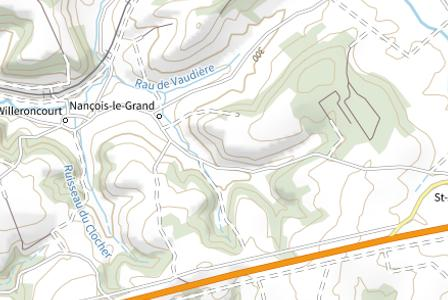 300
Rau de Vaudière
Nançois-le-Grand
Willeroncourt
Ruisseau du Clocher
St-